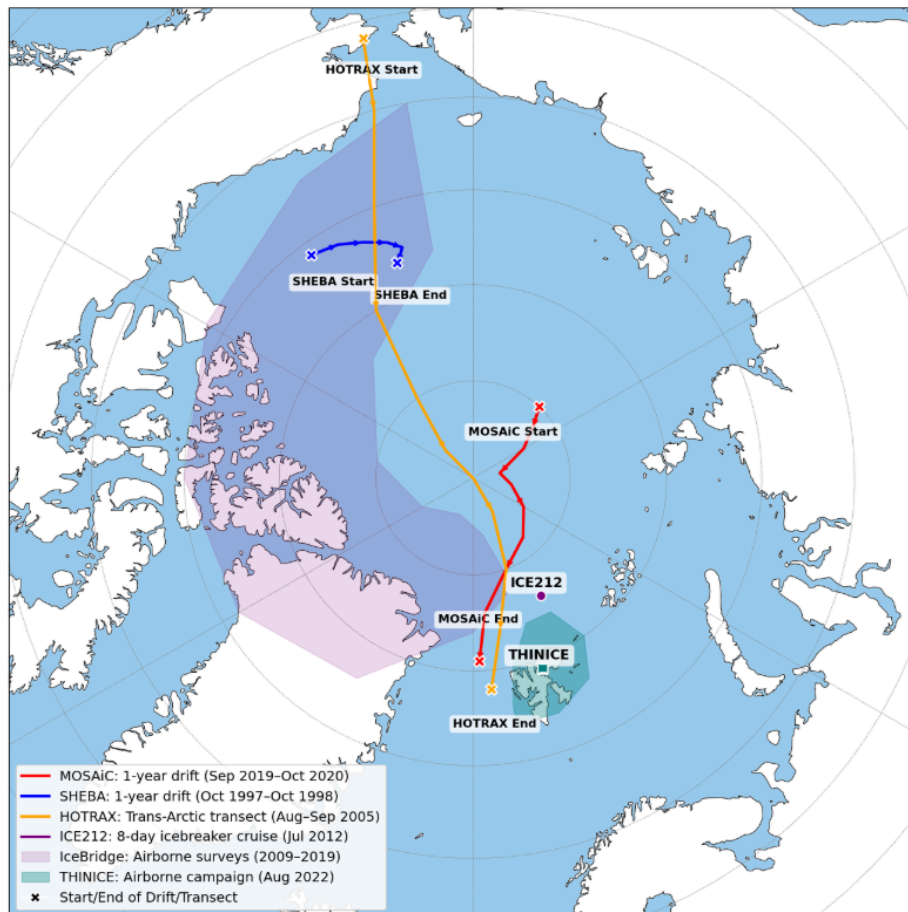 HOTRAX Start
SHEBA Start
SHEBA End
MOSAiC Start
ICE212
MOSAiC End
THINICE
HOTRAX End
MOSAiC: 1-year drift (Sep 2019–Oct 2020)
SHEBA: 1-year drift (Oct 1997–Oct 1998)
HOTRAX: Trans-Arctic transect (Aug–Sep 2005)
ICE212: 8-day icebreaker cruise (Jul 2012)
IceBridge: Airborne surveys (2009–2019)
THINICE: Airborne campaign (Aug 2022)
Start/End of Drift/Transect